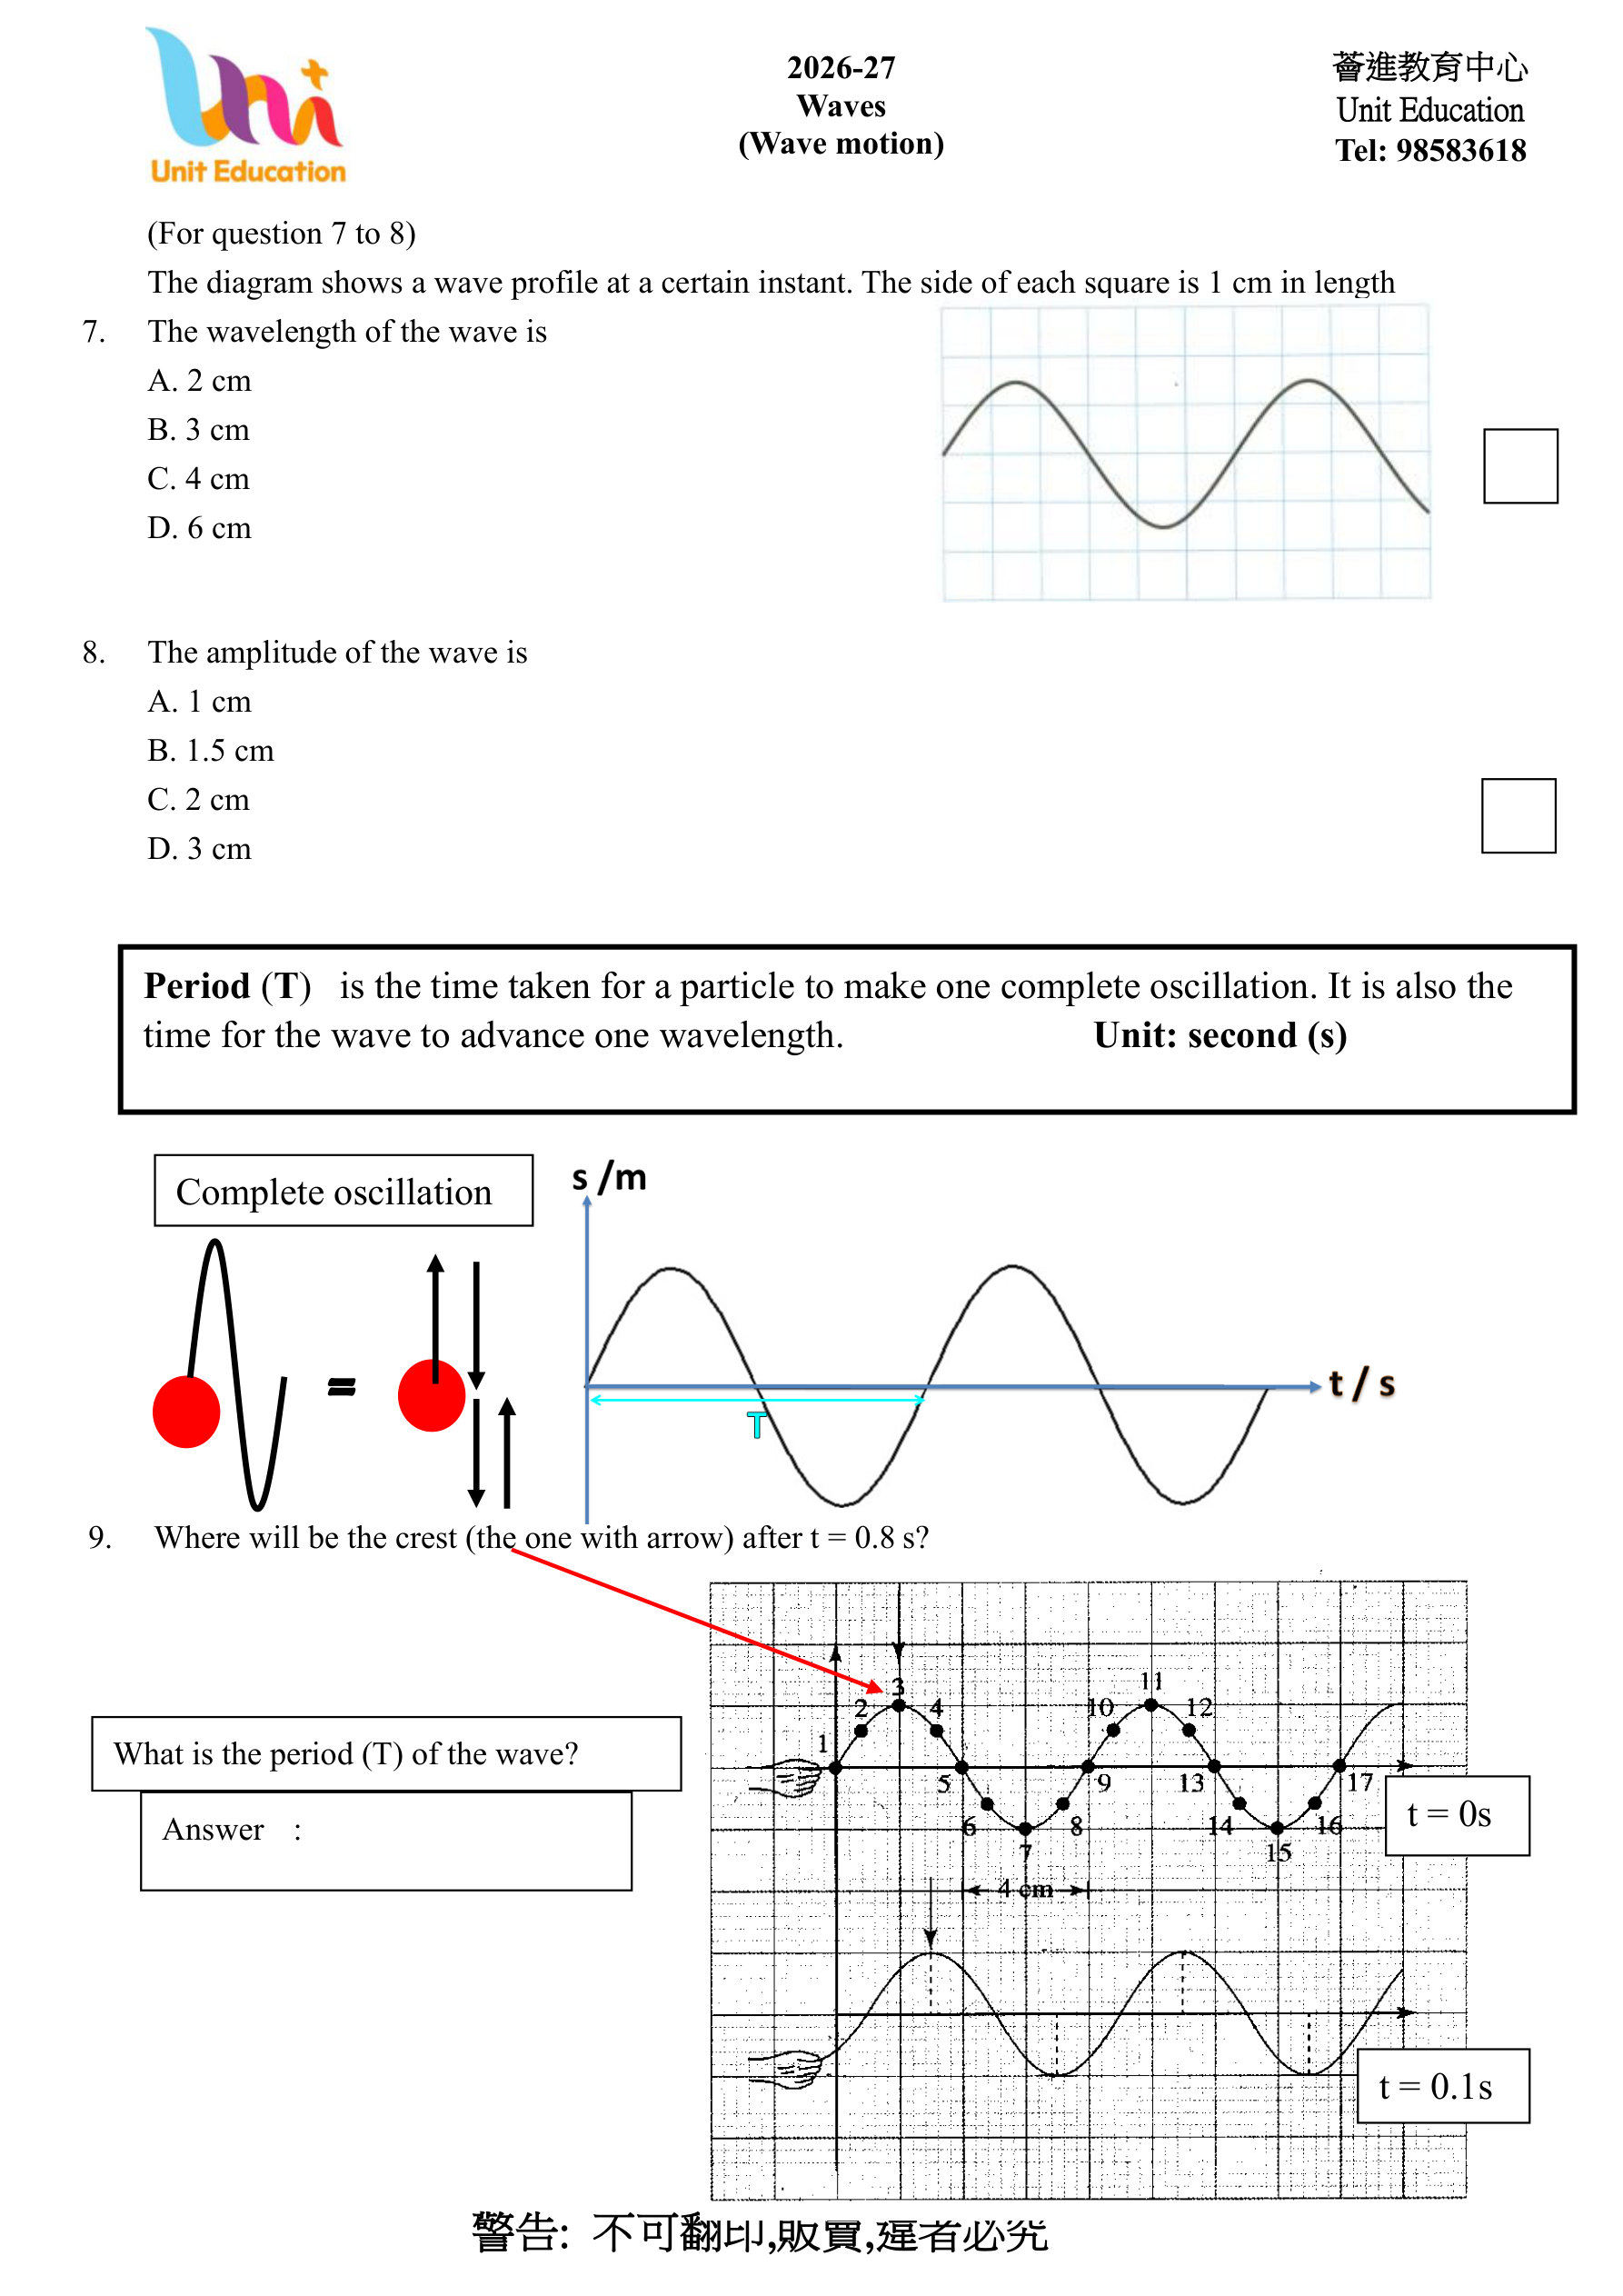 Unit Education
2026-27
Waves
(Wave motion)
薈進教育中心
Unit Education
Tel: 98583618
(For question 7 to 8)
The diagram shows a wave profile at a certain instant. The side of each square is 1 cm in length
7. The wavelength of the wave is
A. 2 cm
B. 3 cm
C. 4 cm
D. 6 cm
8. The amplitude of the wave is
A. 1 cm
B. 1.5 cm
C. 2 cm
D. 3 cm
Period (T) is the time taken for a particle to make one complete oscillation. It is also the
time for the wave to advance one wavelength. Unit: second (s)
Complete oscillation
=
s /m
t / s
T
9. Where will be the crest (the one with arrow) after t = 0.8 s?
What is the period (T) of the wave?
Answer :
1
2
3
4
5
6
7
8
9
10
11
12
13
14
15
16
17
4 cm
t = 0s
t = 0.1s
警告: 不可翻印,販賣,違者必究